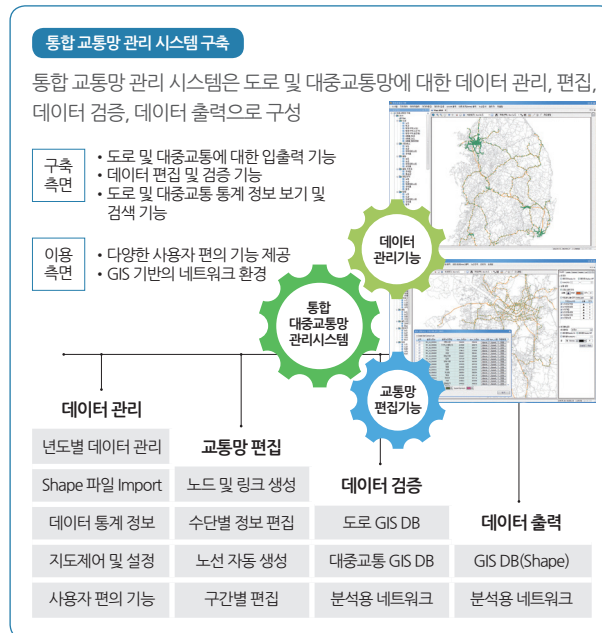 통합 교통망 관리 시스템 구축
통합 교통망 관리 시스템은 도로 및 대중교통망에 대한 데이터 관리, 편집,
데이터 검증, 데이터 출력으로 구성
구축
측면
• 도로 및 대중교통에 대한 입출력 기능
• 데이터 편집 및 검증 기능
• 도로 및 대중교통 통계 정보 보기 및
검색 기능
이용
측면
• 다양한 사용자 편의 기능 제공
• GIS 기반의 네트워크 환경
데이터
관리기능
통합
대중교통망
관리시스템
교통망
편집기능
데이터 관리
년도별 데이터 관리
Shape 파일 Import
데이터 통계 정보
지도제어 및 설정
사용자 편의 기능
교통망 편집
노드 및 링크 생성
수단별 정보 편집
노선 자동 생성
구간별 편집
데이터 검증
도로 GIS DB
대중교통 GIS DB
분석용 네트워크
데이터 출력
GIS DB(Shape)
분석용 네트워크